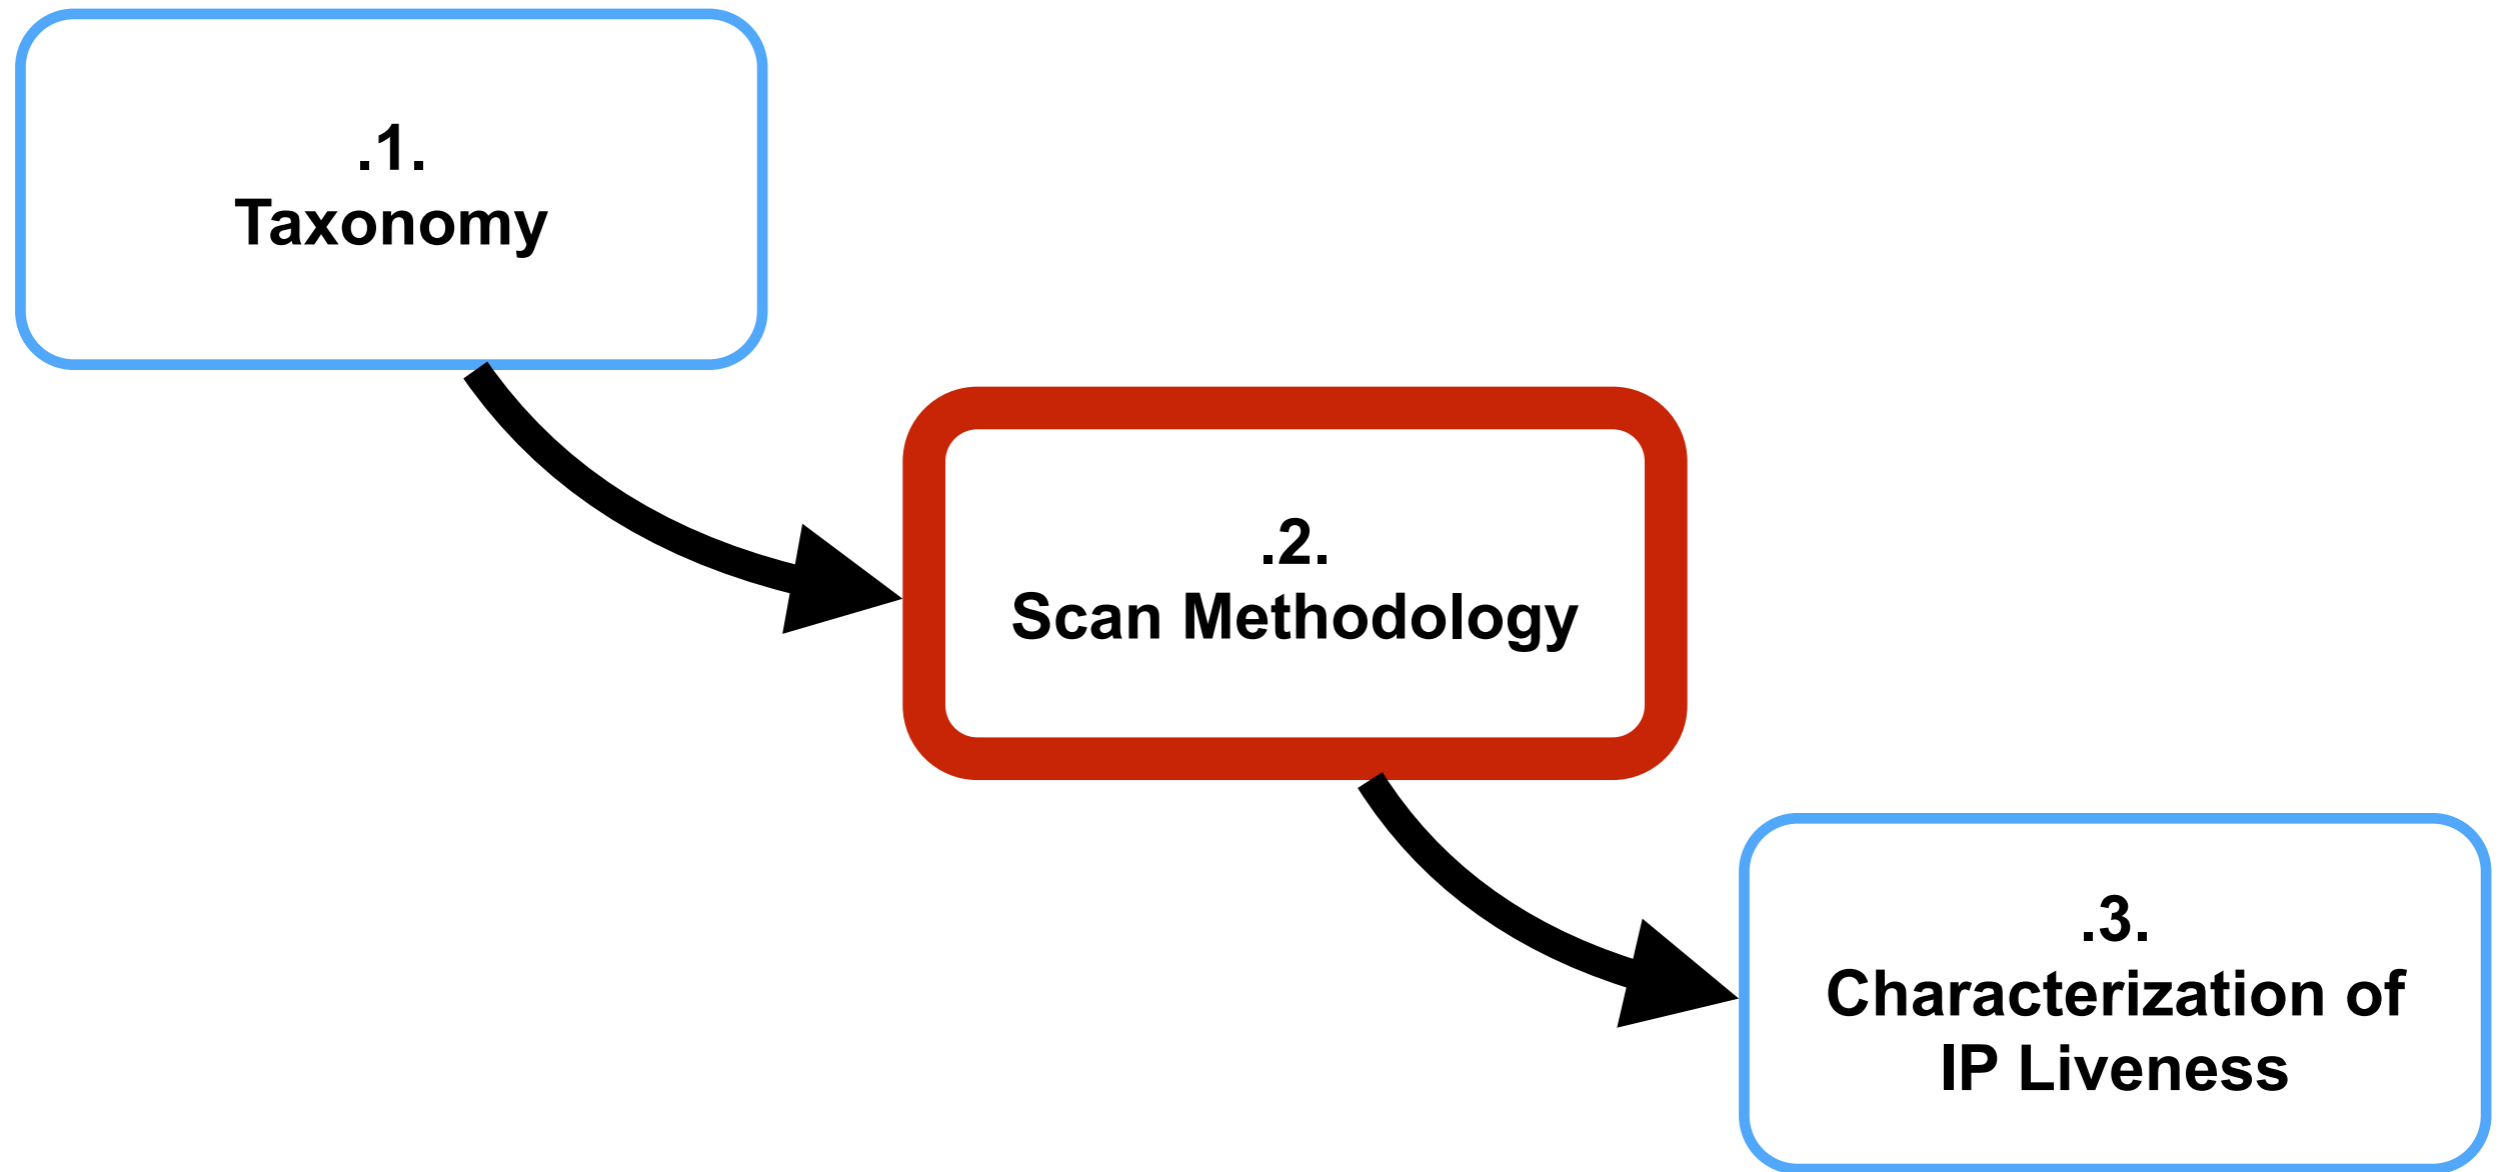 .1.
Taxonomy
.2.
Scan Methodology
.3.
Characterization of
IP Liveness